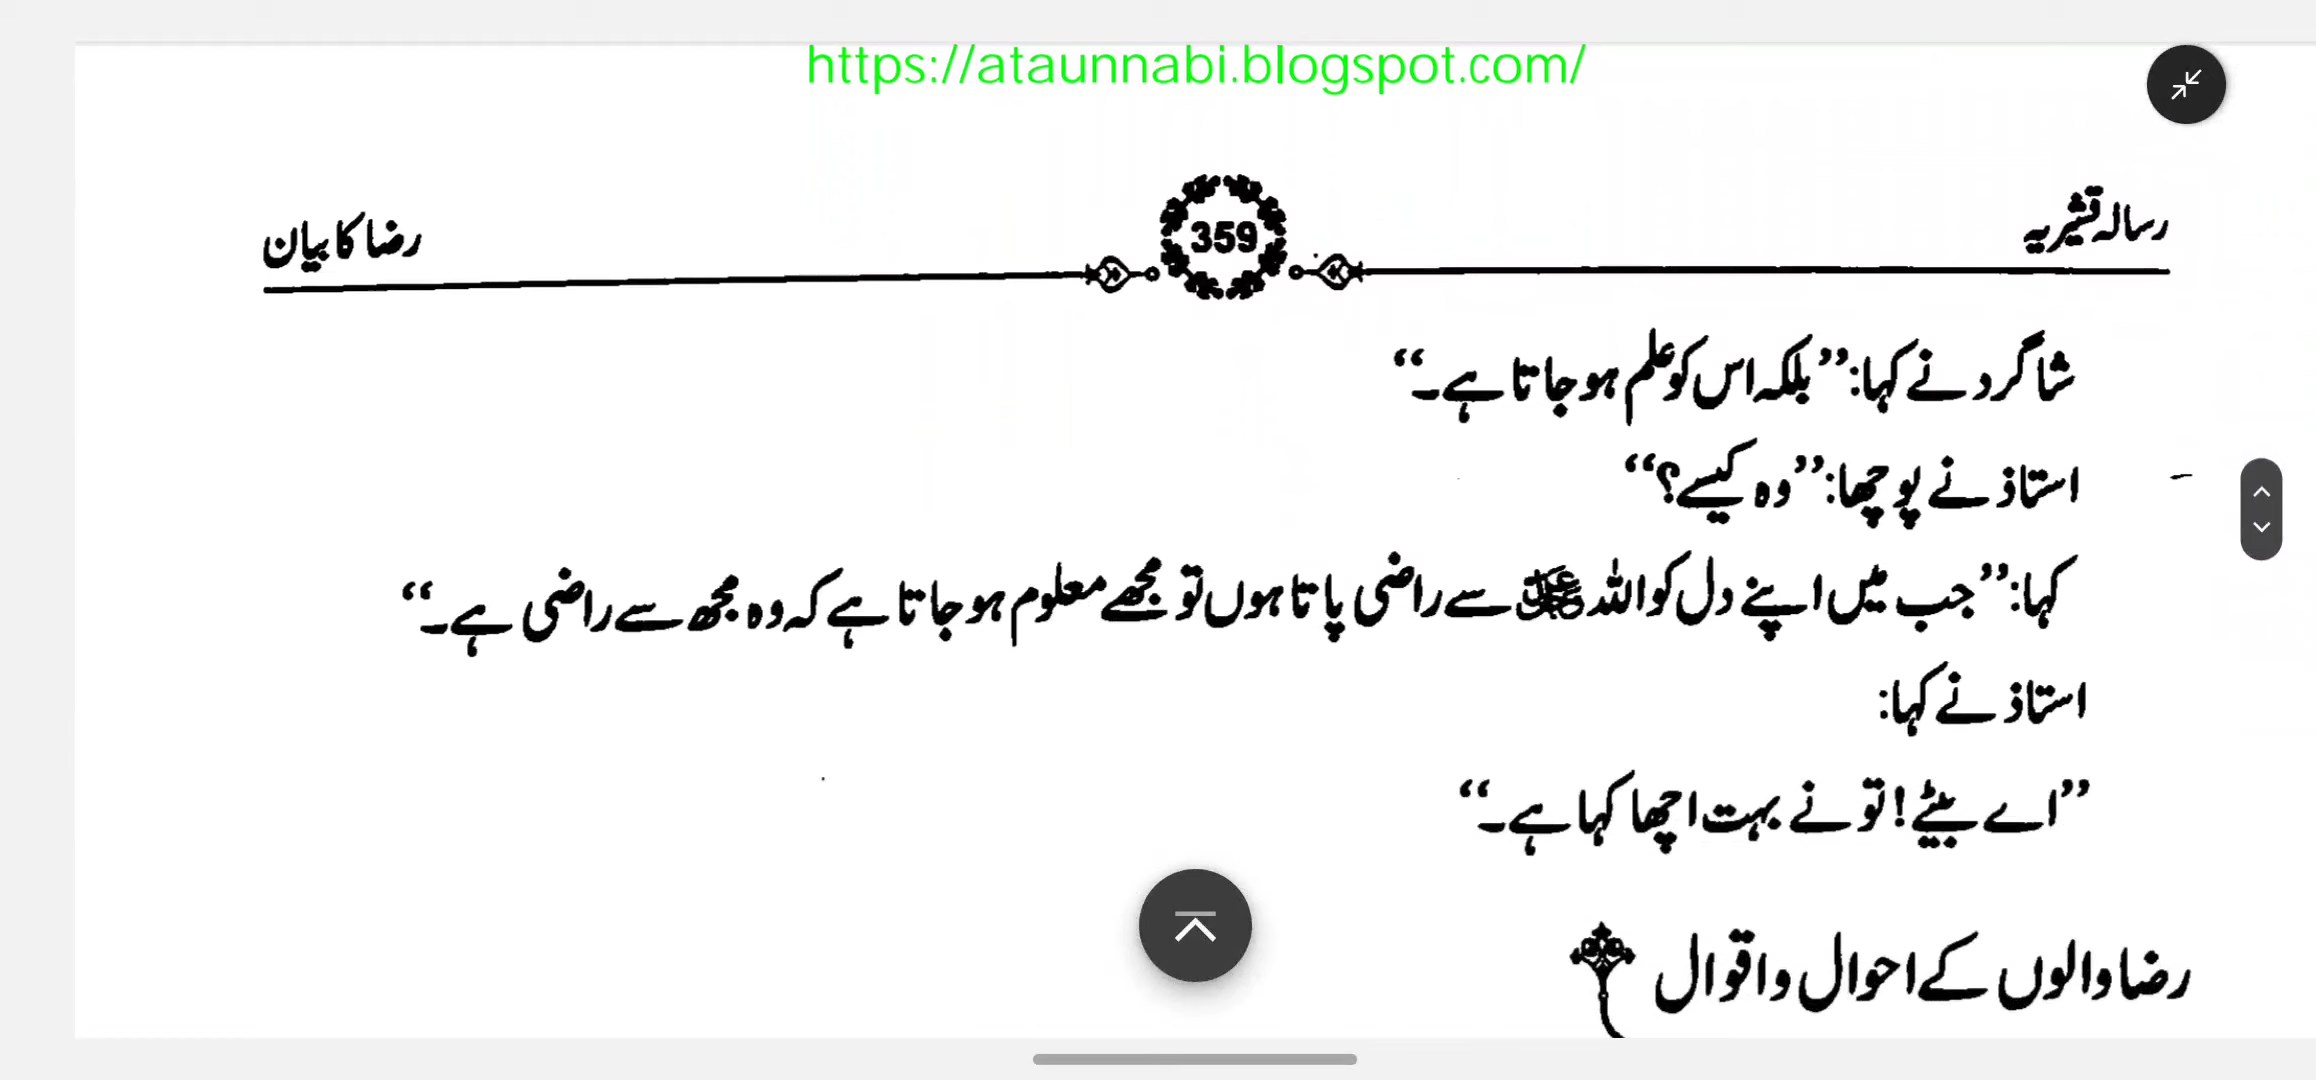 https://ataunnabi.blogspot.com/
رسالہ قشیریہ 359 رضا کا بیان
شاگرد نے کہا: ’’بلکہ اس کو علم ہو جاتا ہے۔‘‘
استاذ نے پوچھا: ’’وہ کیسے؟‘‘
کہا: ’’جب میں اپنے دل کو اللہ عزوجل سے راضی پاتا ہوں تو مجھے معلوم ہو جاتا ہے کہ وہ مجھ سے راضی ہے۔‘‘
استاذ نے کہا:
’’اے بیٹے! تو نے بہت اچھا کہا ہے۔‘‘
رضا والوں کے احوال و اقوال